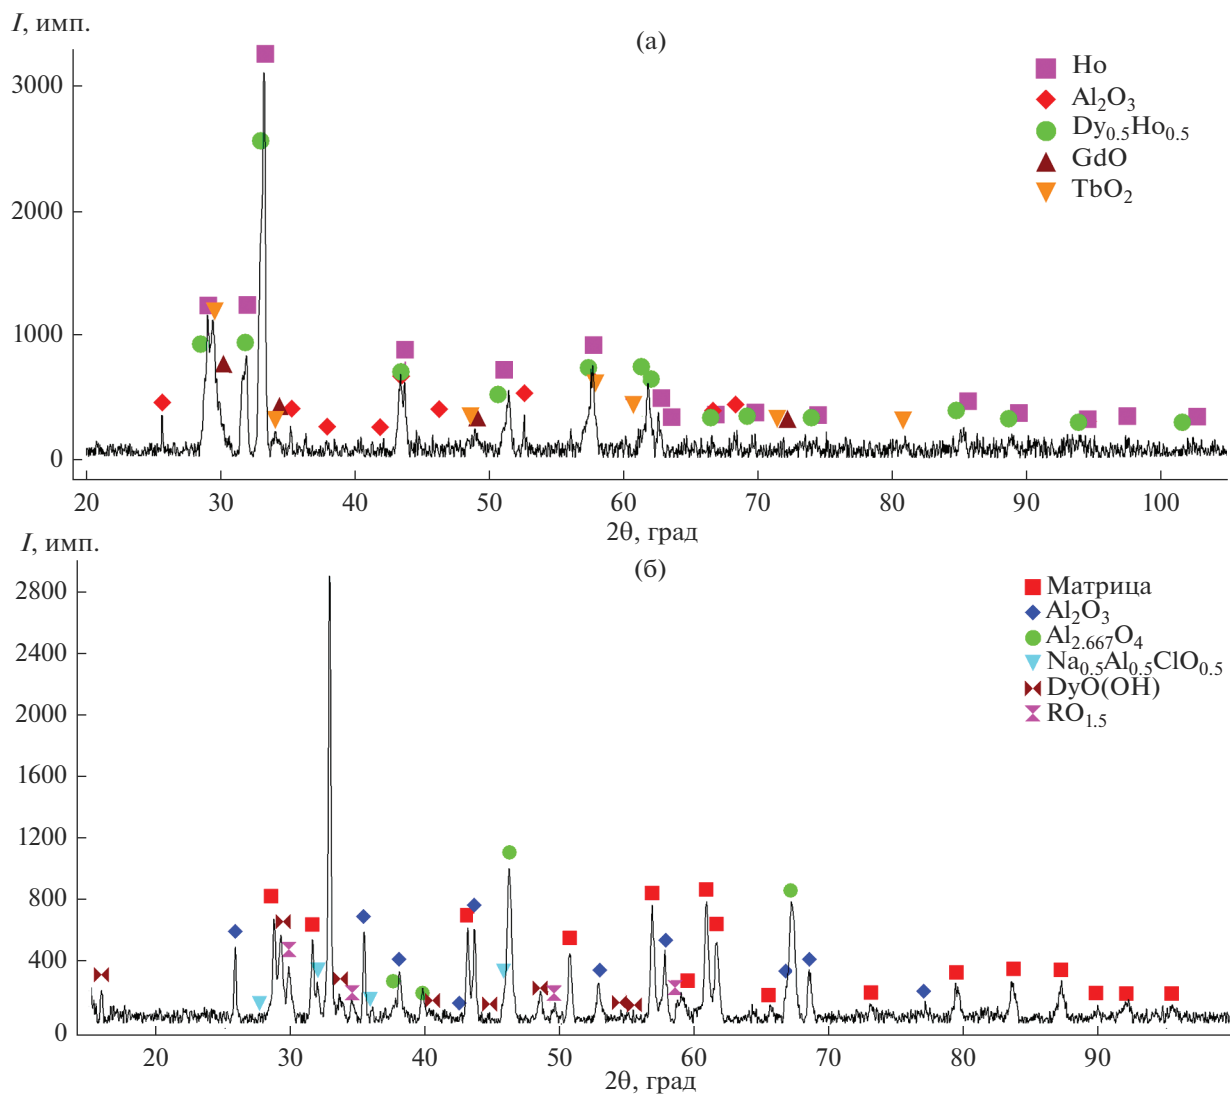 I, имп.
(а)
3000
2000
1000
0
20 30 40 50 60 70 80 90 100
2θ, град
Ho
Al₂O₃
Dy₀.₅Ho₀.₅
GdO
TbO₂
I, имп.
(б)
2800
2400
2000
1600
1200
800
400
0
20 30 40 50 60 70 80 90
2θ, град
Матрица
Al₂O₃
Al₂.₆₆₇O₄
Na₀.₅Al₀.₅ClO₀.₅
DyO(OH)
RO₁.₅